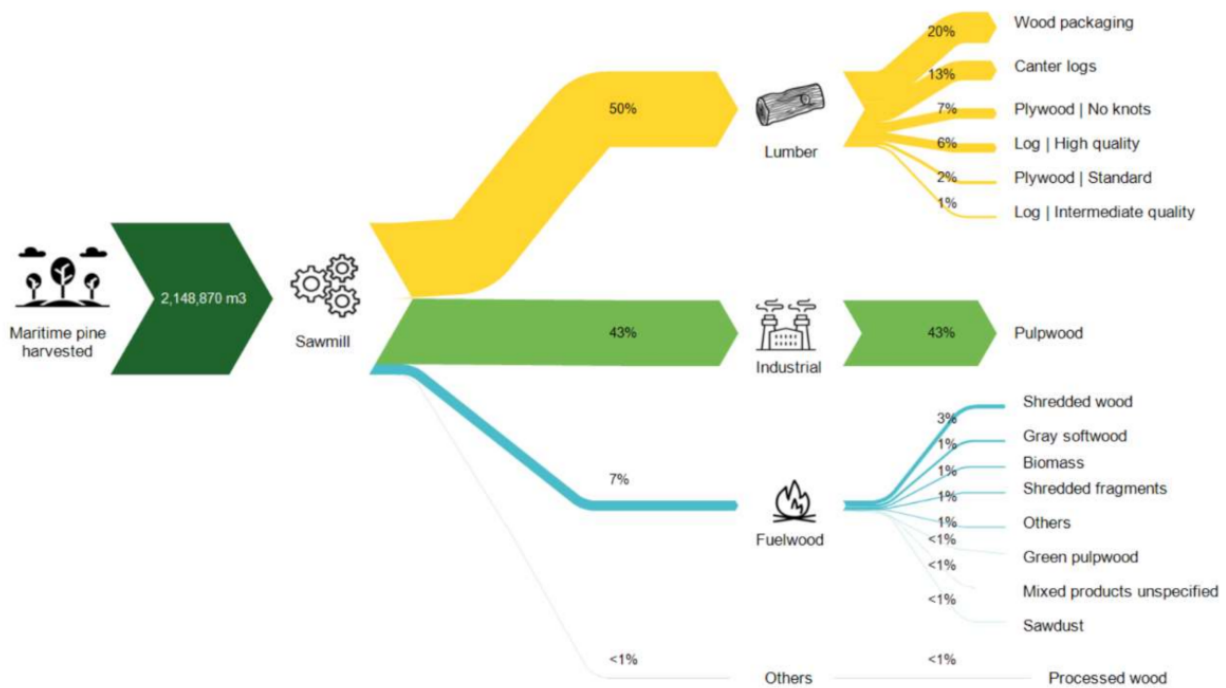 Wood packaging
20%
Canter logs
13%
Plywood | No knots
7%
50%
Log | High quality
6%
Lumber
Plywood | Standard
2%
Log | Intermediate quality
1%
2,148,870 m3
Maritime pine
harvested
Sawmill
43%
43%
Pulpwood
Industrial
Shredded wood
3%
Gray softwood
1%
Biomass
1%
Shredded fragments
1%
7%
Others
1%
Fuelwood
<1%
Green pulpwood
<1%
Mixed products unspecified
<1%
Sawdust
<1%
<1%
Others
Processed wood